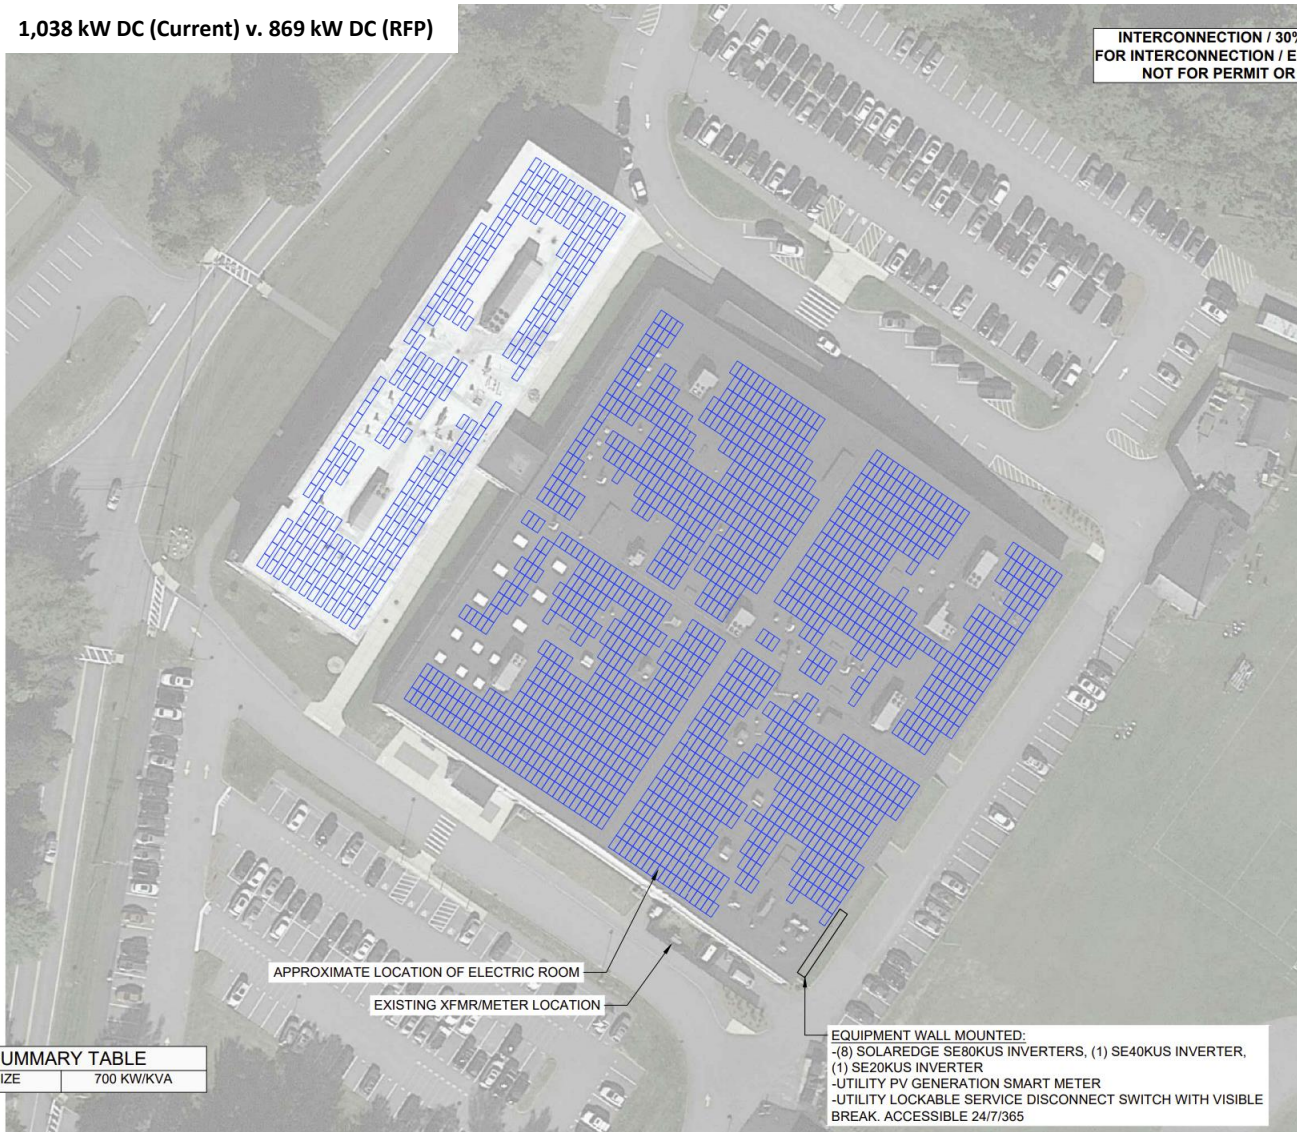 1,038 kW DC (Current) v. 869 kW DC (RFP)
INTERCONNECTION / 30%
FOR INTERCONNECTION / E
NOT FOR PERMIT OR
APPROXIMATE LOCATION OF ELECTRIC ROOM
EXISTING XFMR/METER LOCATION
EQUIPMENT WALL MOUNTED:
-(8) SOLAREDGE SE80KUS INVERTERS, (1) SE40KUS INVERTER,
(1) SE20KUS INVERTER
-UTILITY PV GENERATION SMART METER
-UTILITY LOCKABLE SERVICE DISCONNECT SWITCH WITH VISIBLE
BREAK. ACCESSIBLE 24/7/365
UMMARY TABLE
IZE 700 KW/KVA